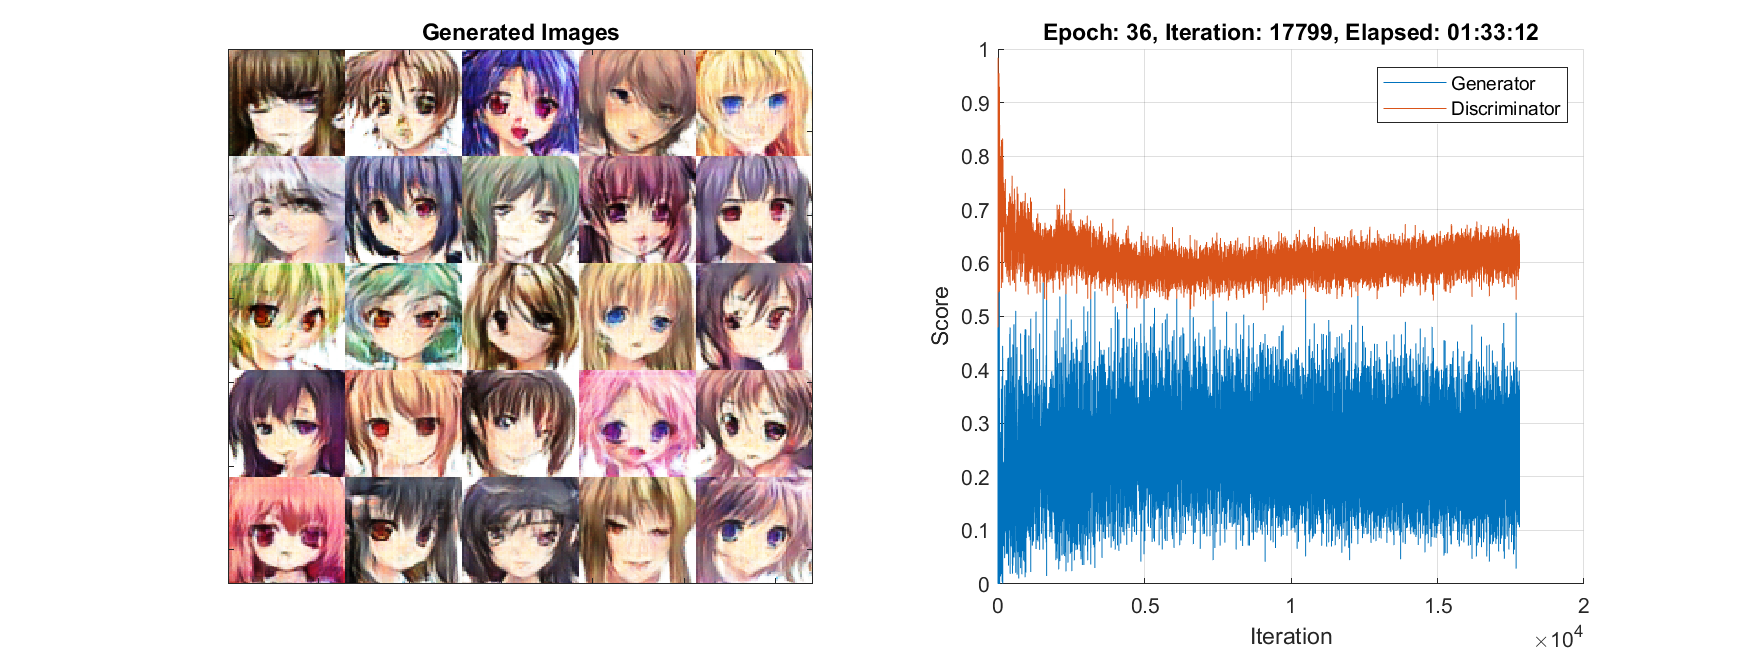 Generated Images
Epoch: 36, Iteration: 17799, Elapsed: 01:33:12
Generator
Discriminator
1
0.9
0.8
0.7
0.6
0.5
0.4
0.3
0.2
0.1
0
Score
0
0.5
1
1.5
2
Iteration
×10⁴